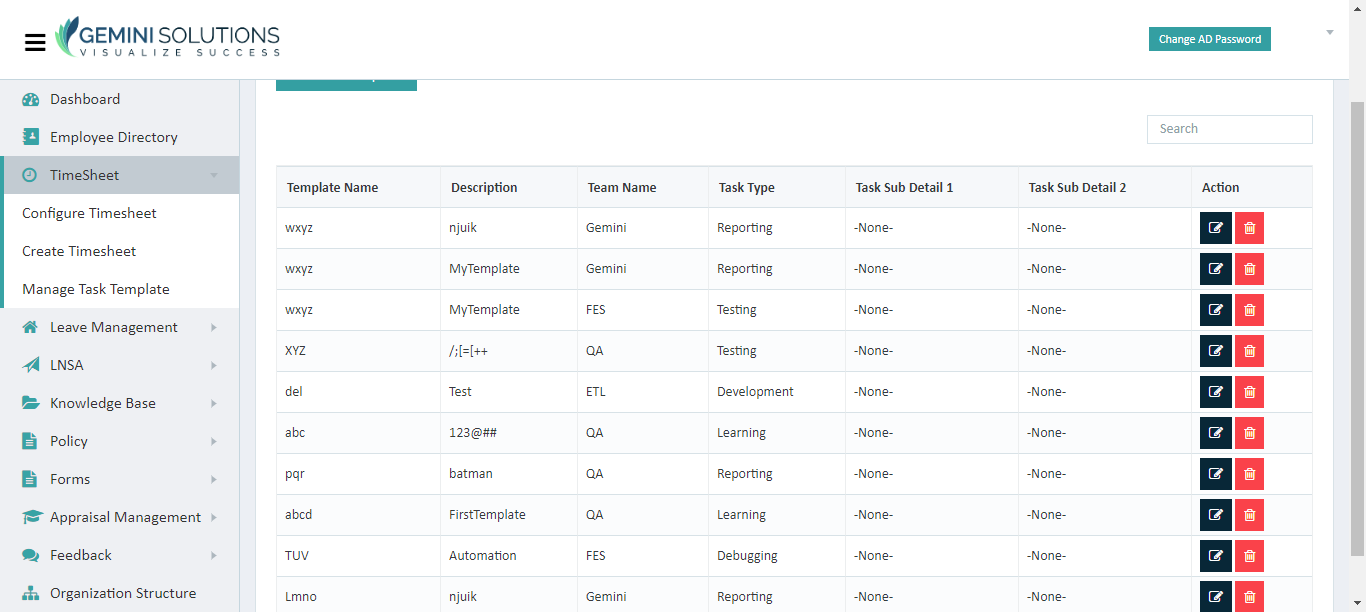 GEMINI SOLUTIONS
VISUALIZE SUCCESS
Change AD Password
Dashboard
Employee Directory
TimeSheet
Configure Timesheet
Create Timesheet
Manage Task Template
Leave Management
LNSA
Knowledge Base
Policy
Forms
Appraisal Management
Feedback
Organization Structure
Search
Template Name Description Team Name Task Type Task Sub Detail 1 Task Sub Detail 2 Action
wxyz njuik Gemini Reporting -None- -None-
wxyz MyTemplate Gemini Reporting -None- -None-
wxyz MyTemplate FES Testing -None- -None-
XYZ /;[=[++ QA Testing -None- -None-
del Test ETL Development -None- -None-
abc 123@## QA Learning -None- -None-
pqr batman QA Reporting -None- -None-
abcd FirstTemplate QA Learning -None- -None-
TUV Automation FES Debugging -None- -None-
Lmno njuik Gemini Reporting -None- -None-